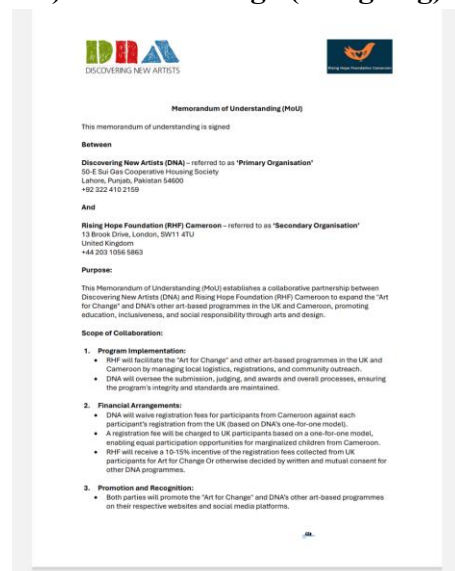 DNA
DISCOVERING NEW ARTISTS
Rising Hope Foundation Cameroon
Memorandum of Understanding (MoU)
This memorandum of understanding is signed
Between
Discovering New Artists (DNA) – referred to as 'Primary Organisation'
50-E Sui Gas Cooperative Housing Society
Lahore, Punjab, Pakistan 54600
+92 322 410 2159
And
Rising Hope Foundation (RHF) Cameroon – referred to as 'Secondary Organisation'
13 Brook Drive, London, SW11 4TU
United Kingdom
+44 203 1056 5863
Purpose:
This Memorandum of Understanding (MoU) establishes a collaborative partnership between
Discovering New Artists (DNA) and Rising Hope Foundation (RHF) Cameroon to expand the "Art
for Change" and DNA's other art-based programmes in the UK and Cameroon, promoting
education, inclusiveness, and social responsibility through arts and design.
Scope of Collaboration:
1. Program Implementation:
• RHF will facilitate the "Art for Change" and other art-based programmes in the UK and
Cameroon by managing local logistics, registrations, and community outreach.
• DNA will oversee the submission, judging, and awards and overall processes, ensuring
the program's integrity and standards are maintained.
2. Financial Arrangements:
• DNA will waive registration fees for participants from Cameroon against each
participant's registration from the UK (based on DNA's one-for-one model).
• A registration fee will be charged to UK participants based on a one-for-one model,
enabling equal participation opportunities for marginalized children from Cameroon.
• RHF will receive a 10-15% incentive of the registration fees collected from UK
participants for Art for Change Or otherwise decided by written and mutual consent for
other DNA programmes.
3. Promotion and Recognition:
• Both parties will promote the "Art for Change" and DNA's other art-based programmes
on their respective websites and social media platforms.